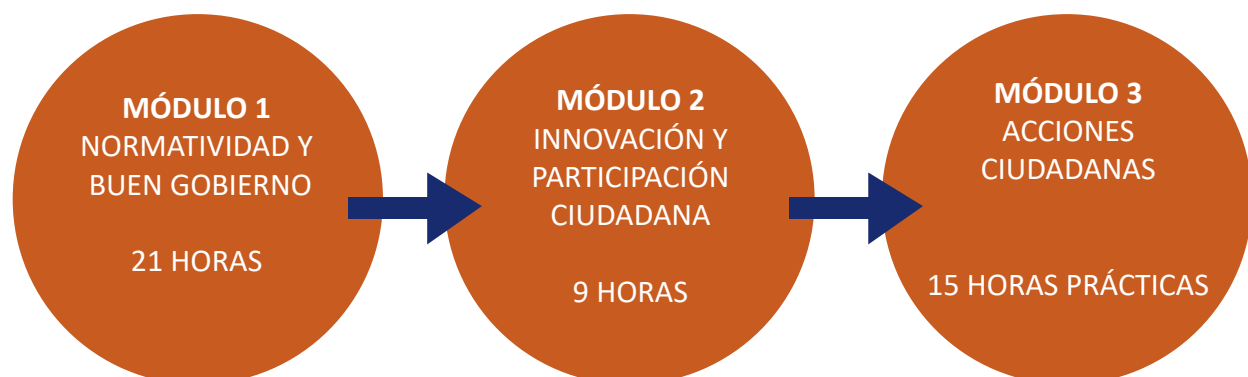 MÓDULO 1
NORMATIVIDAD Y
BUEN GOBIERNO
21 HORAS
MÓDULO 2
INNOVACIÓN Y
PARTICIPACIÓN
CIUDADANA
9 HORAS
MÓDULO 3
ACCIONES
CIUDADANAS
15 HORAS PRÁCTICAS